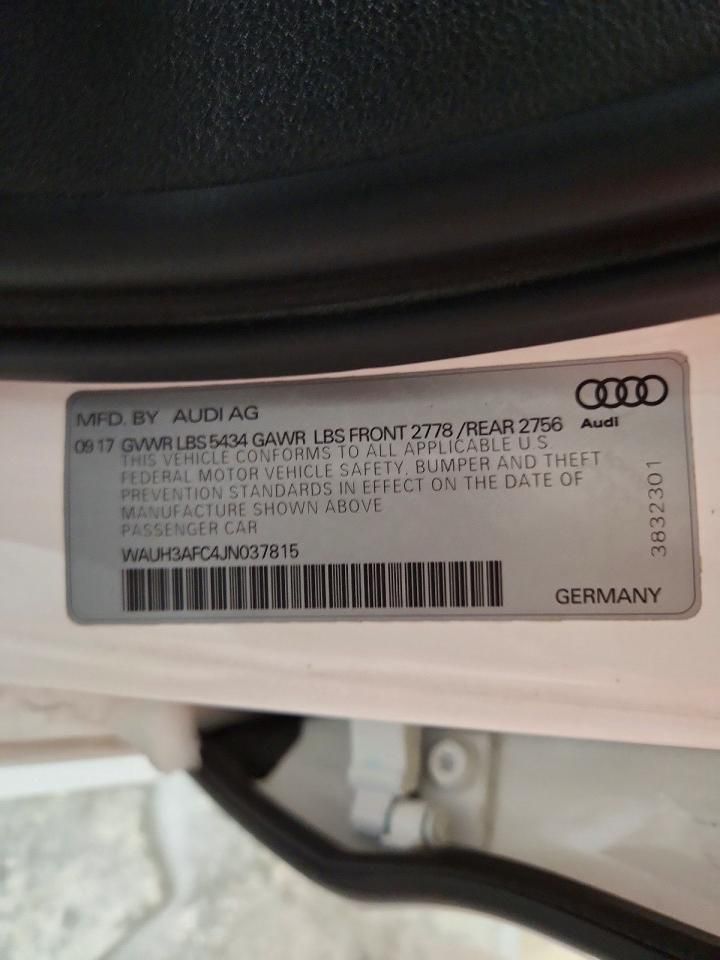 MFD. BY AUDI AG
Audi
09 17 GVWR LBS 5434 GAWR LBS FRONT 2778 /REAR 2756
THIS VEHICLE CONFORMS TO ALL APPLICABLE U S
FEDERAL MOTOR VEHICLE SAFETY, BUMPER AND THEFT
PREVENTION STANDARDS IN EFFECT ON THE DATE OF
MANUFACTURE SHOWN ABOVE
PASSENGER CAR
WAUH3AFC4JN037815
GERMANY
3832301